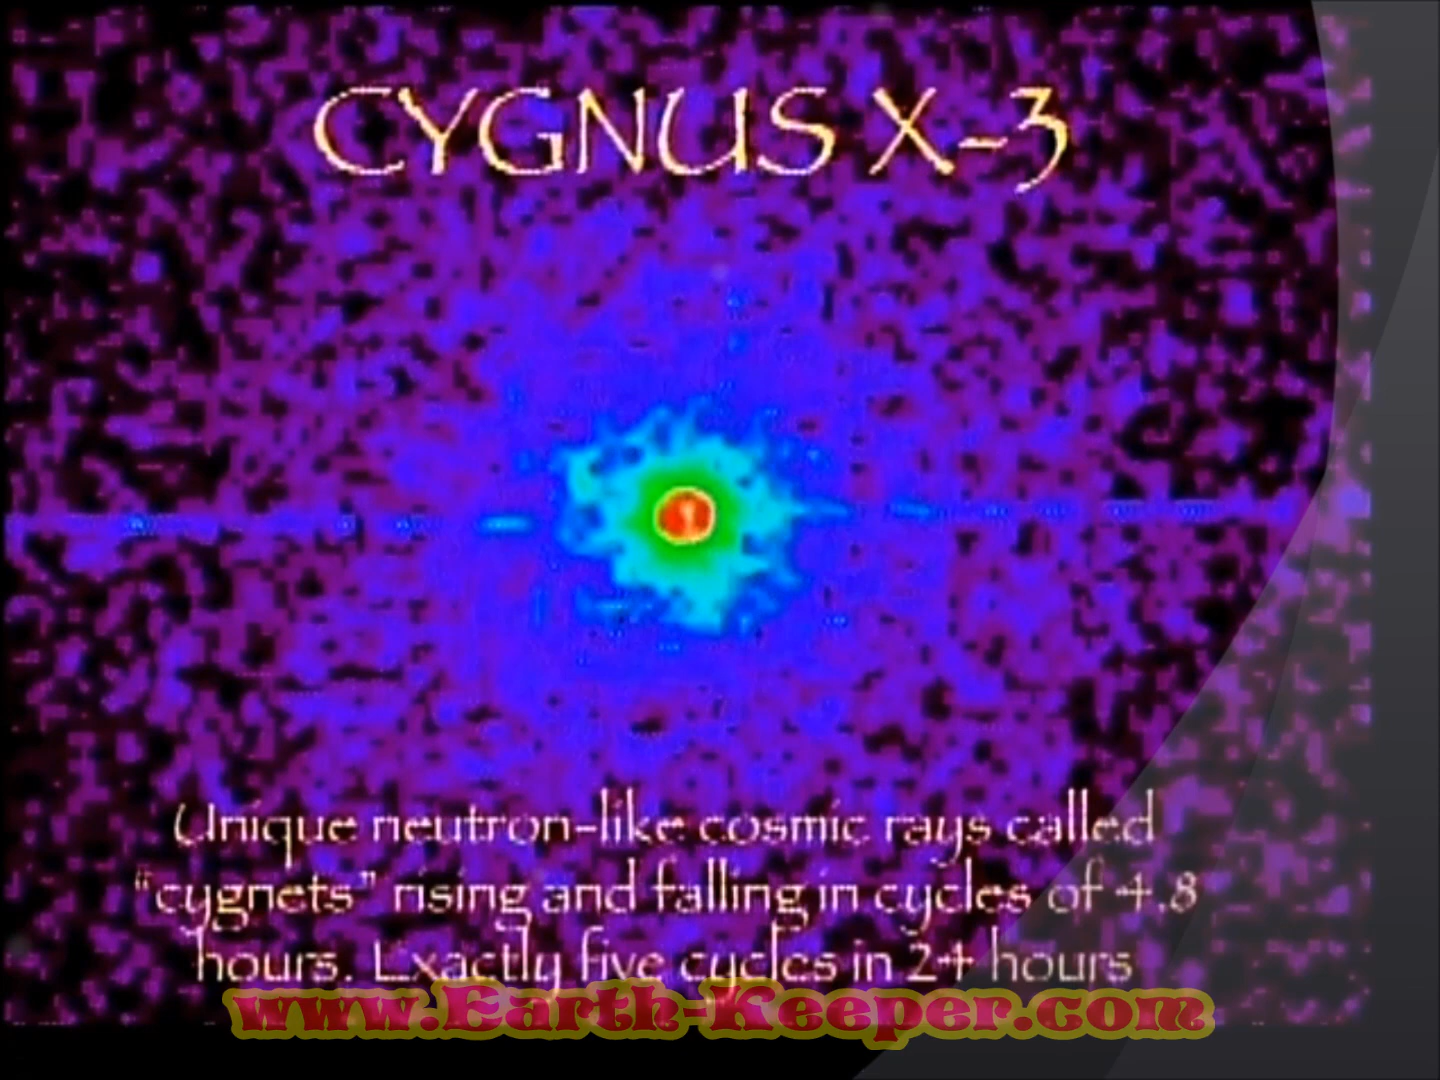 CYGNUS X-3
Unique neutron-like cosmic rays called
"cygnets" rising and falling in cycles of 4.8
hours. Exactly five cycles in 24 hours
www.Earth-Keeper.com